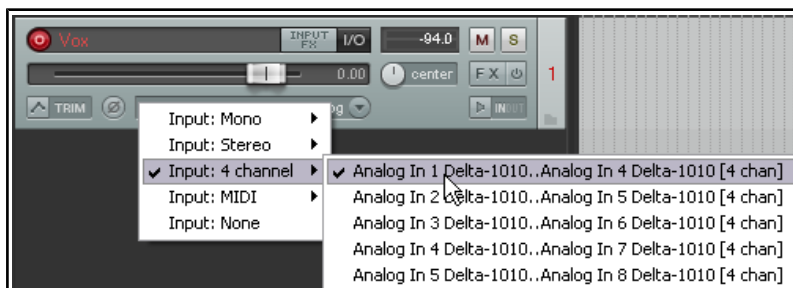 Vox INPUT FX I/O -94.0 M S
0.00 center FX 1
TRIM
Input: Mono
Input: Stereo
Input: 4 channel
Input: MIDI
Input: None
Analog In 1 Delta-1010..Analog In 4 Delta-1010 [4 chan]
Analog In 2 Delta-1010..Analog In 5 Delta-1010 [4 chan]
Analog In 3 Delta-1010..Analog In 6 Delta-1010 [4 chan]
Analog In 4 Delta-1010..Analog In 7 Delta-1010 [4 chan]
Analog In 5 Delta-1010..Analog In 8 Delta-1010 [4 chan]